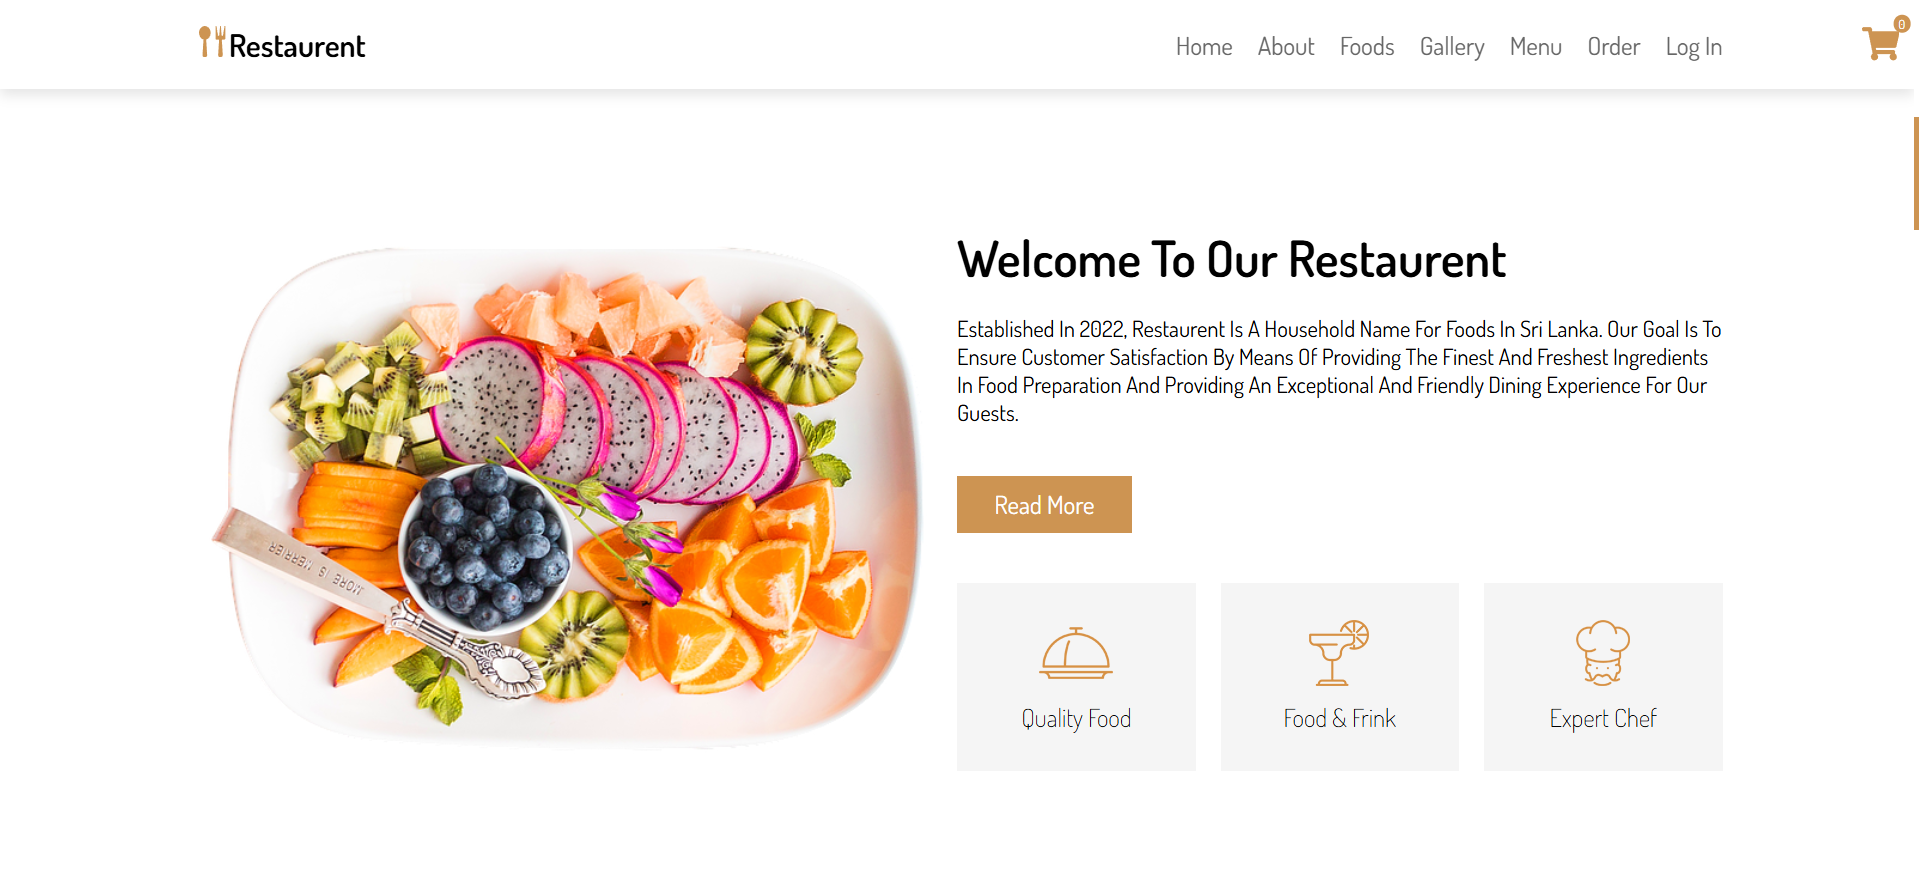 Restaurent
Home About Foods Gallery Menu Order Log In
0
Welcome To Our Restaurent
Established In 2022, Restaurent Is A Household Name For Foods In Sri Lanka. Our Goal Is To
Ensure Customer Satisfaction By Means Of Providing The Finest And Freshest Ingredients
In Food Preparation And Providing An Exceptional And Friendly Dining Experience For Our
Guests.
Read More
MORE IS MERRIER
Quality Food
Food & Frink
Expert Chef